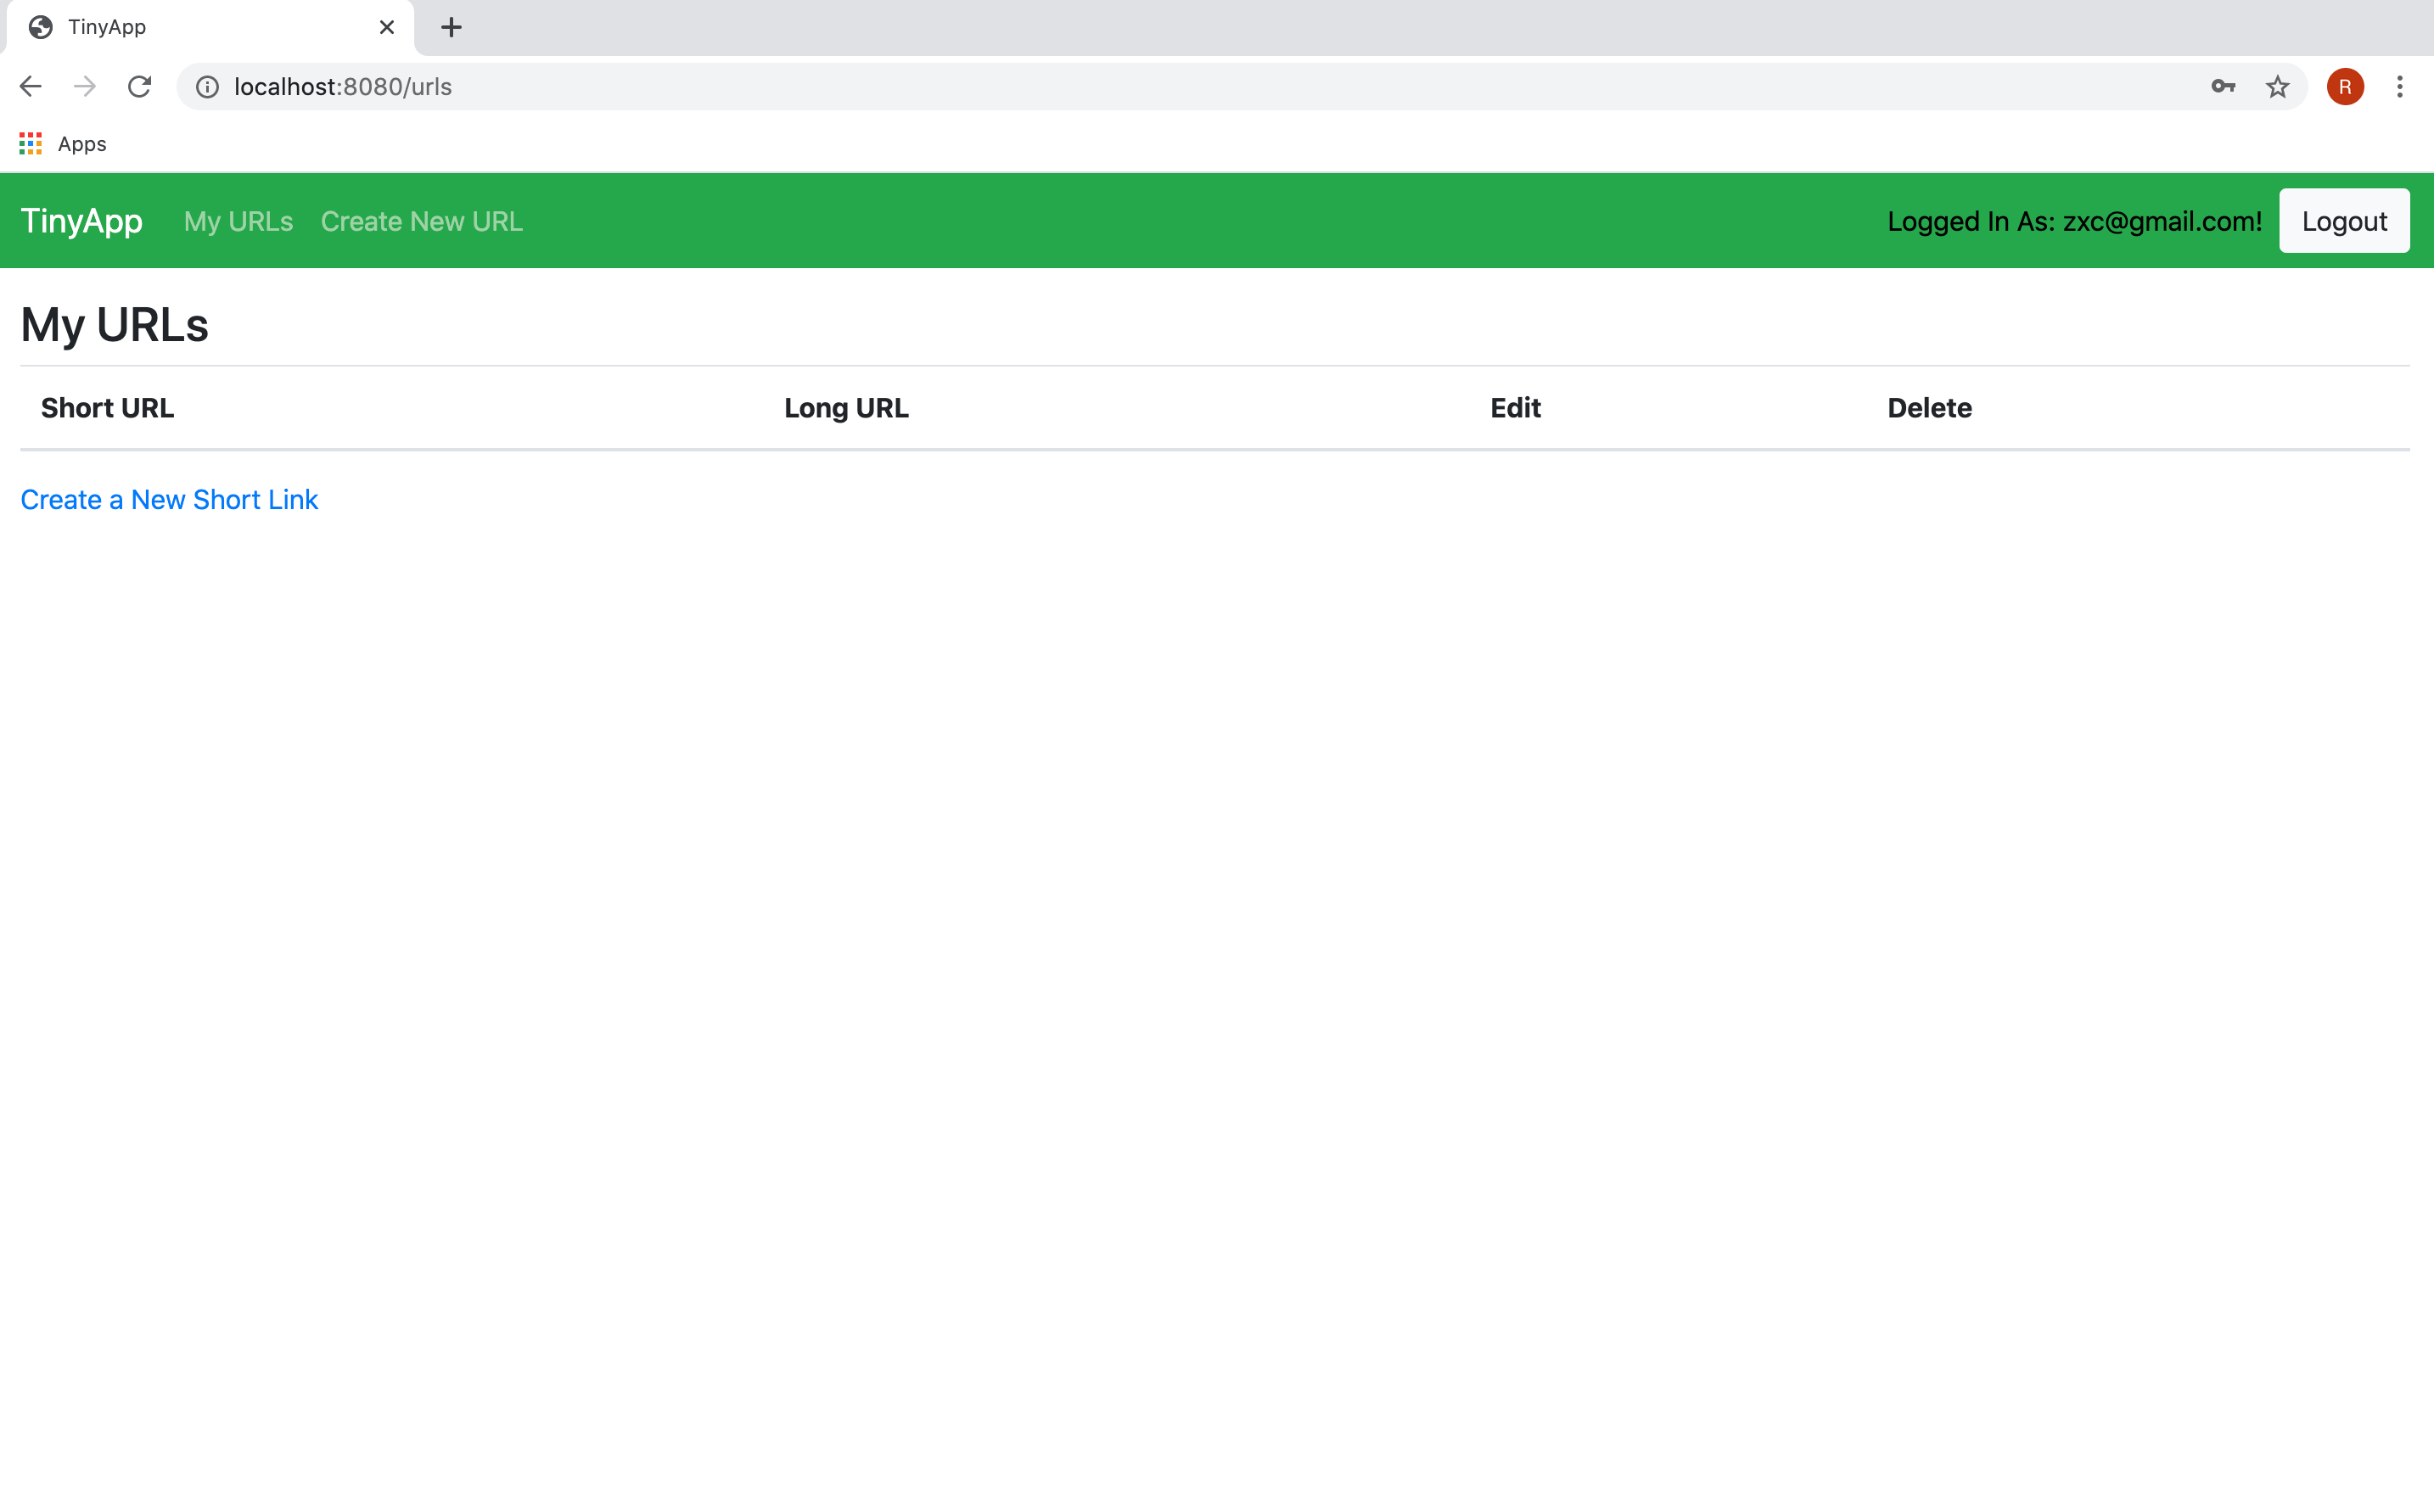 TinyApp
localhost:8080/urls
R
Apps
TinyApp My URLs Create New URL Logged In As: zxc@gmail.com! Logout
My URLs
Short URL Long URL Edit Delete
Create a New Short Link